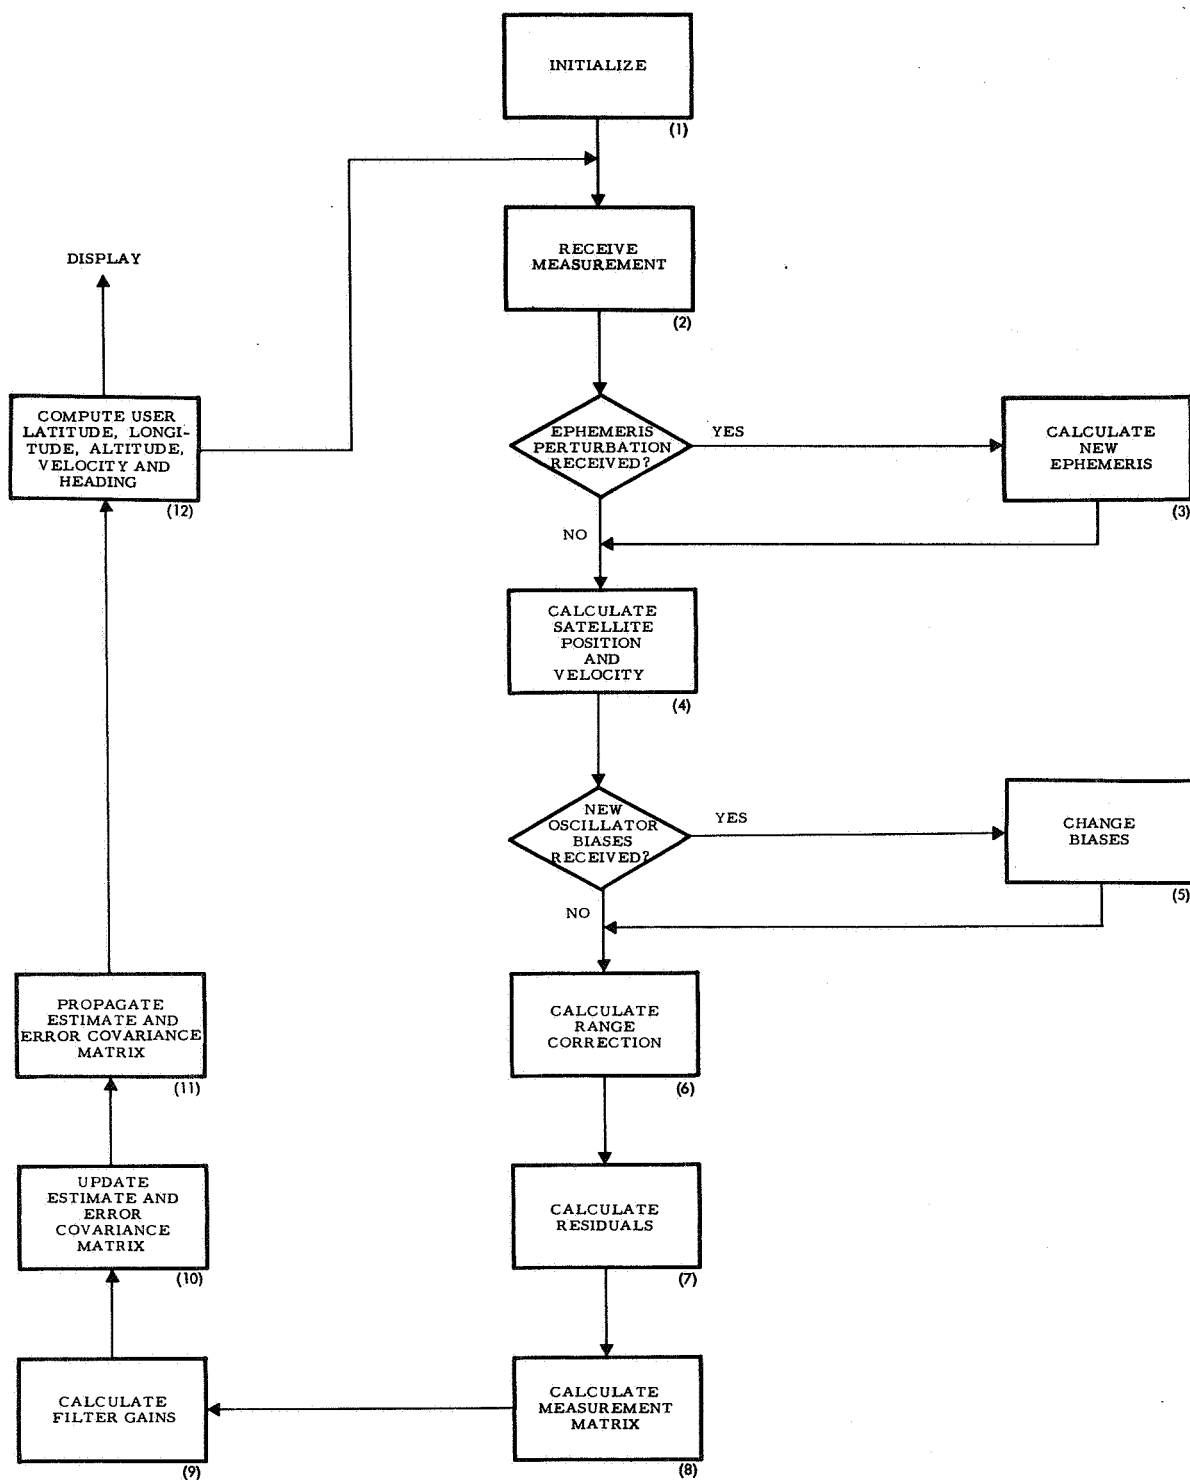 INITIALIZE
(1)
RECEIVE
MEASUREMENT
(2)
EPHEMERIS
PERTURBATION
RECEIVED?
YES
NO
CALCULATE
NEW
EPHEMERIS
(3)
CALCULATE
SATELLITE
POSITION
AND
VELOCITY
(4)
NEW
OSCILLATOR
BIASES
RECEIVED?
YES
NO
CHANGE
BIASES
(5)
CALCULATE
RANGE
CORRECTION
(6)
CALCULATE
RESIDUALS
(7)
CALCULATE
MEASUREMENT
MATRIX
(8)
CALCULATE
FILTER GAINS
(9)
UPDATE
ESTIMATE AND
ERROR
COVARIANCE
MATRIX
(10)
PROPAGATE
ESTIMATE AND
ERROR COVARIANCE
MATRIX
(11)
COMPUTE USER
LATITUDE, LONGI-
TUDE, ALTITUDE,
VELOCITY AND
HEADING
(12)
DISPLAY